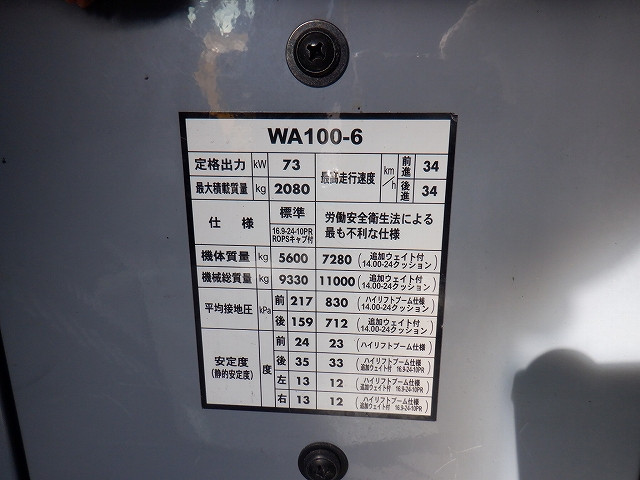 WA100-6
定格出力 kW 73 最高走行速度 km/h 前進 34
最大積載質量 kg 2080 後進 34
仕 様 標準 16.9-24-10PR ROPSキャブ付 労働安全衛生法による
最も不利な仕様
機体質量 kg 5600 7280 (追加ウェイト付 14.00-24クッション)
機械総質量 kg 9330 11000 (追加ウェイト付 14.00-24クッション)
平均接地圧 kPa 前 217 830 (ハイリフトブーム仕様 14.00-24クッション)
後 159 712 (追加ウェイト付 14.00-24クッション)
安定度 (静的安定度) 度 前 24 23 (ハイリフトブーム仕様)
後 35 33 (ハイリフトブーム仕様 追加ウェイト付 16.9-24-10PR)
左 13 12 (ハイリフトブーム仕様 追加ウェイト付 16.9-24-10PR)
右 13 12 (ハイリフトブーム仕様 追加ウェイト付 16.9-24-10PR)